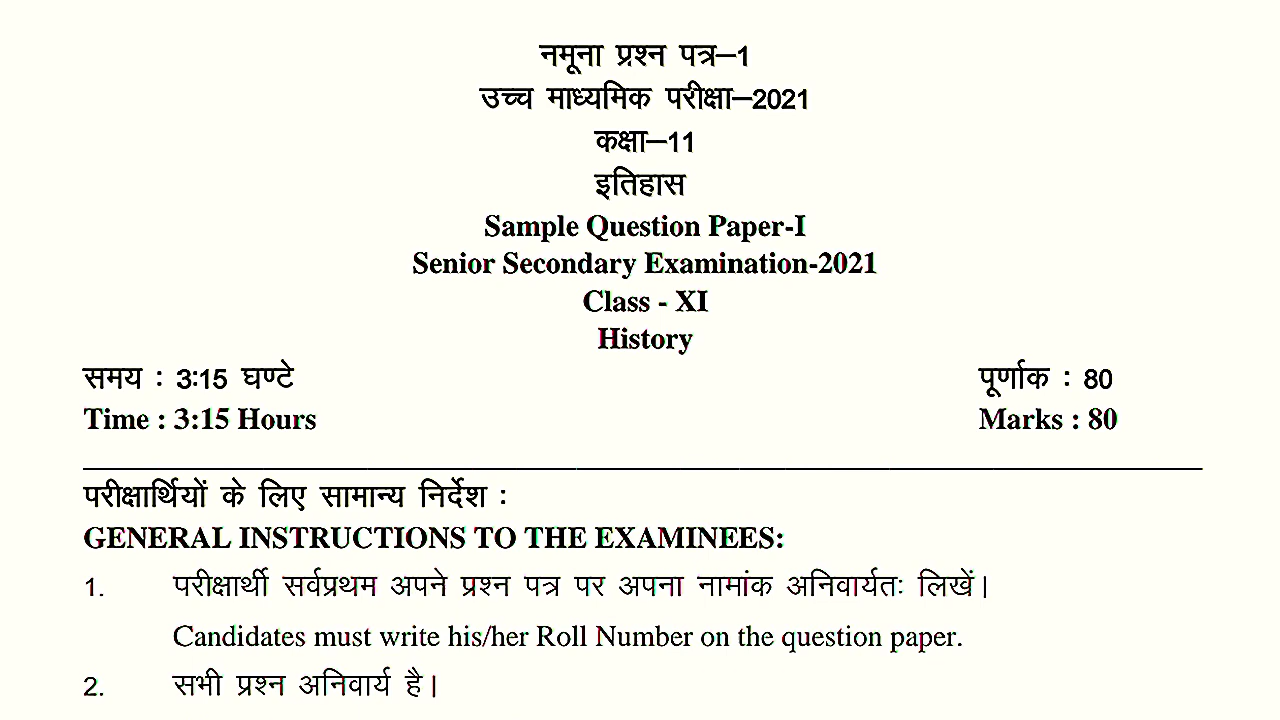 नमूना प्रश्न पत्र–1
उच्च माध्यमिक परीक्षा–2021
कक्षा–11
इतिहास
Sample Question Paper-I
Senior Secondary Examination-2021
Class - XI
History
समय : 3:15 घण्टे पूर्णांक : 80
Time : 3:15 Hours Marks : 80
परीक्षार्थियों के लिए सामान्य निर्देश :
GENERAL INSTRUCTIONS TO THE EXAMINEES:
1. परीक्षार्थी सर्वप्रथम अपने प्रश्न पत्र पर अपना नामांक अनिवार्यतः लिखें।
Candidates must write his/her Roll Number on the question paper.
2. सभी प्रश्न अनिवार्य है।